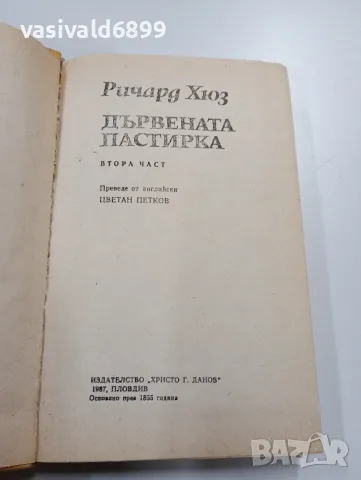 vasivald6899
Ричард Хюз
ДЪРВЕНАТА
ПАСТИРКА
ВТОРА ЧАСТ
Преведе от английски
ЦВЕТАН ПЕТКОВ
ИЗДАТЕЛСТВО „ХРИСТО Г. ДАНОВ"
1987, ПЛОВДИВ
Основано през 1855 година
BAZAR